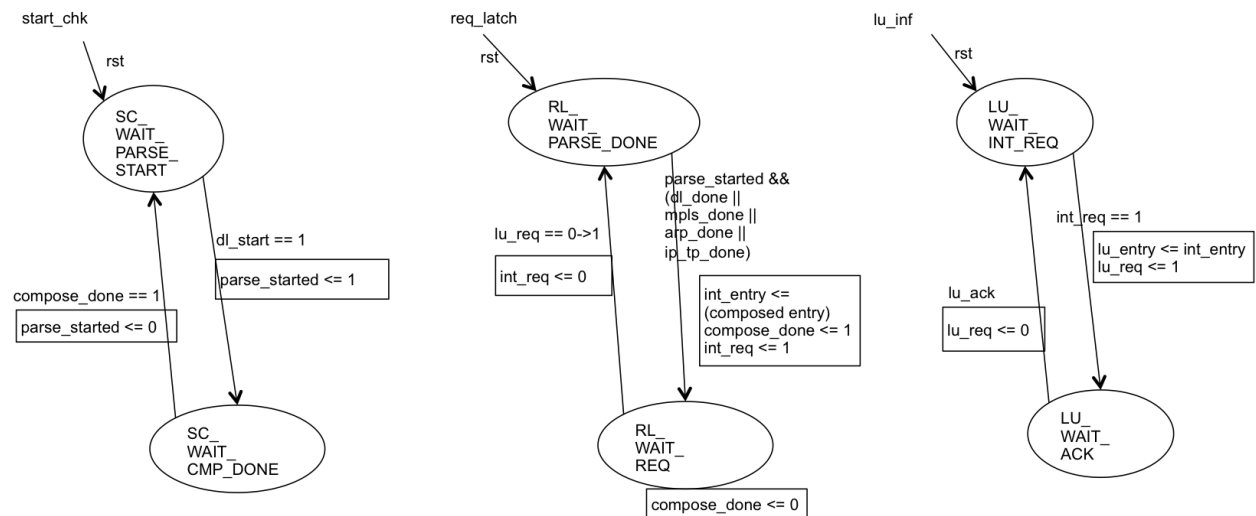 start_chk
rst
SC_
WAIT_
PARSE_
START
dl_start == 1
parse_started <= 1
compose_done == 1
parse_started <= 0
SC_
WAIT_
CMP_DONE
req_latch
rst
RL_
WAIT_
PARSE_DONE
parse_started &&
(dl_done ||
mpls_done ||
arp_done ||
ip_tp_done)
lu_req == 0->1
int_req <= 0
int_entry <=
(composed entry)
compose_done <= 1
int_req <= 1
RL_
WAIT_
REQ
compose_done <= 0
lu_inf
rst
LU_
WAIT_
INT_REQ
int_req == 1
lu_entry <= int_entry
lu_req <= 1
lu_ack
lu_req <= 0
LU_
WAIT_
ACK